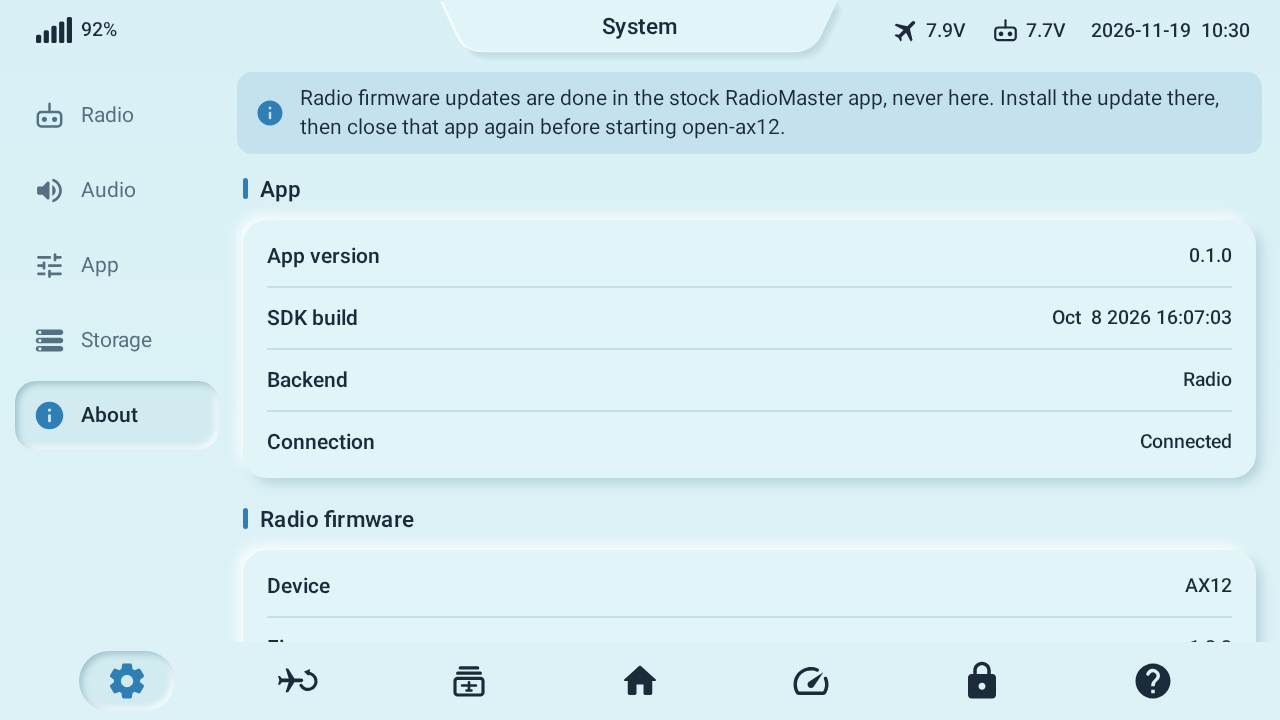 92%
System
7.9V
7.7V
2026-11-19 10:30
Radio
Audio
App
Storage
About
Radio firmware updates are done in the stock RadioMaster app, never here. Install the update there,
then close that app again before starting open-ax12.
App
App version 0.1.0
SDK build Oct 8 2026 16:07:03
Backend Radio
Connection Connected
Radio firmware
Device AX12